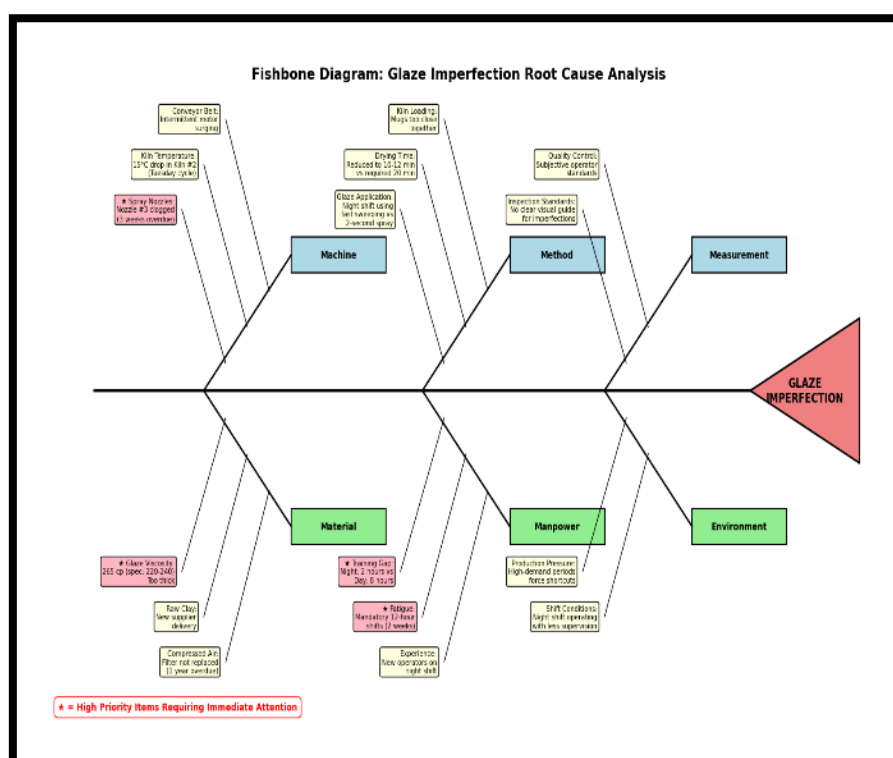 Fishbone Diagram: Glaze Imperfection Root Cause Analysis
Conveyor Belt:
Intermittent motor
surging
Kiln Temperature:
15°C drop in Kiln #2
(Tuesday cycle)
★ Spray Nozzles:
Nozzle #3 clogged
(3 weeks overdue)
Kiln Loading:
Mugs too close
together
Drying Time:
Reduced to 10-12 min
vs required 20 min
Glaze Application:
Night shift using
fast sweeping vs
2-second spray
Quality Control:
Subjective operator
standards
Inspection Standards:
No clear visual guide
for imperfections
Machine
Method
Measurement
GLAZE
IMPERFECTION
Material
Manpower
Environment
★ Glaze Viscosity:
265 cp (spec: 220-240)
Too thick
Raw Clay:
New supplier
delivery
Compressed Air:
Filter not replaced
(1 year overdue)
★ Training Gap:
Night: 2 hours vs
Day: 8 hours
★ Fatigue:
Mandatory 12-hour
shifts (2 weeks)
Experience:
New operators on
night shift
Production Pressure:
High-demand periods
force shortcuts
Shift Conditions:
Night shift operating
with less supervision
★ = High Priority Items Requiring Immediate Attention